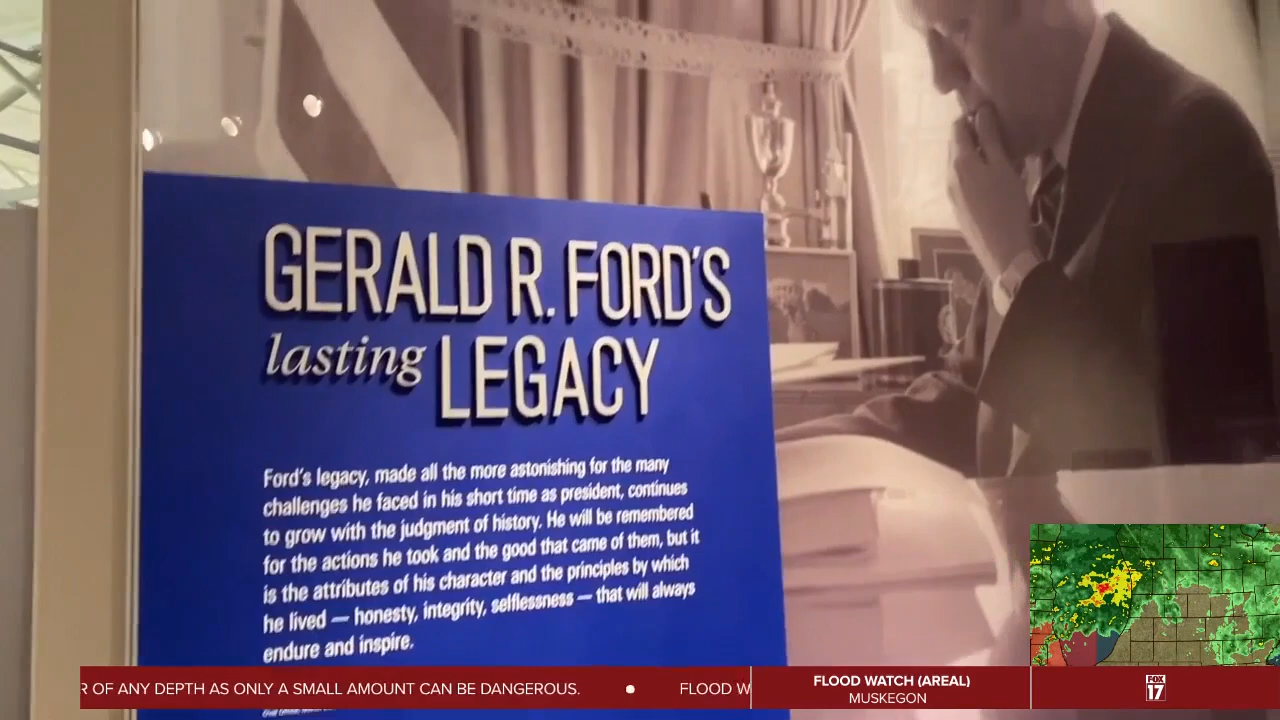 GERALD R. FORD'S
lasting LEGACY
Ford's legacy, made all the more astonishing for the many
challenges he faced in his short time as president, continues
to grow with the judgment of history. He will be remembered
for the actions he took and the good that came of them, but it
is the attributes of his character and the principles by which
he lived — honesty, integrity, selflessness — that will always
endure and inspire.
OF ANY DEPTH AS ONLY A SMALL AMOUNT CAN BE DANGEROUS. • FLOOD W
FLOOD WATCH (AREAL)
MUSKEGON
FOX
17